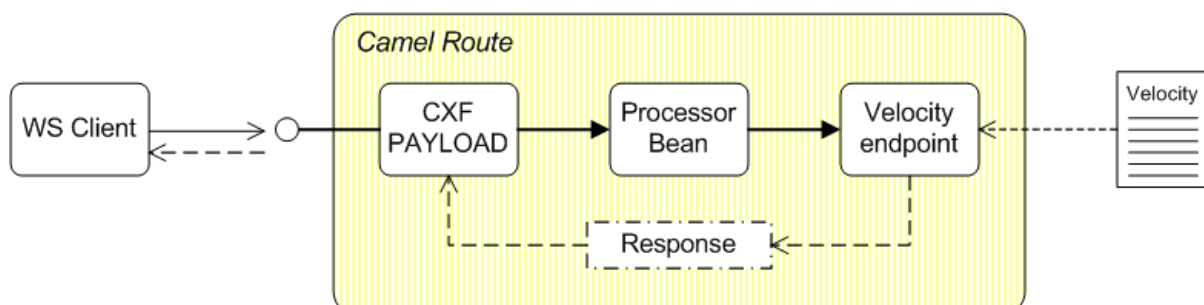 Camel Route
WS Client
CXF
PAYLOAD
Processor
Bean
Velocity
endpoint
Velocity
Response